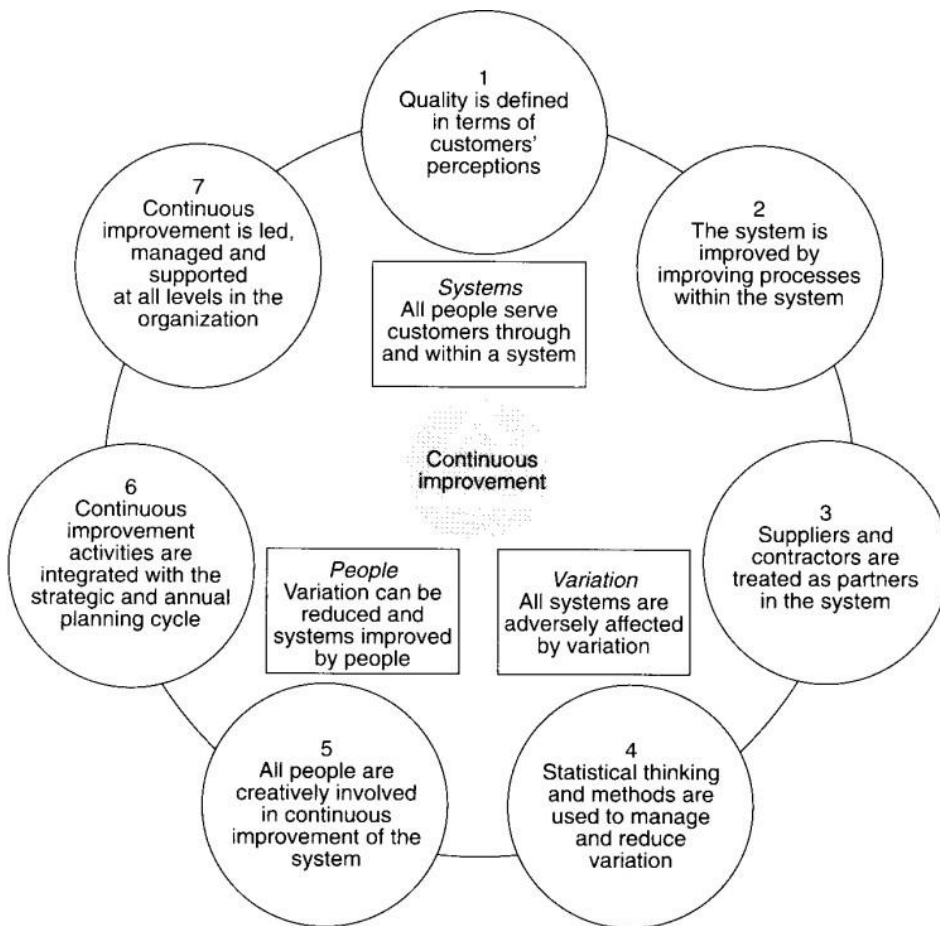 1
Quality is defined
in terms of
customers'
perceptions
2
The system is
improved by
improving processes
within the system
3
Suppliers and
contractors are
treated as partners
in the system
4
Statistical thinking
and methods are
used to manage
and reduce
variation
5
All people are
creatively involved
in continuous
improvement of the
system
6
Continuous
improvement
activities are
integrated with the
strategic and annual
planning cycle
7
Continuous
improvement is led,
managed and
supported
at all levels in the
organization
Systems
All people serve
customers through
and within a system
Continuous
improvement
People
Variation can be
reduced and
systems improved
by people
Variation
All systems are
adversely affected
by variation